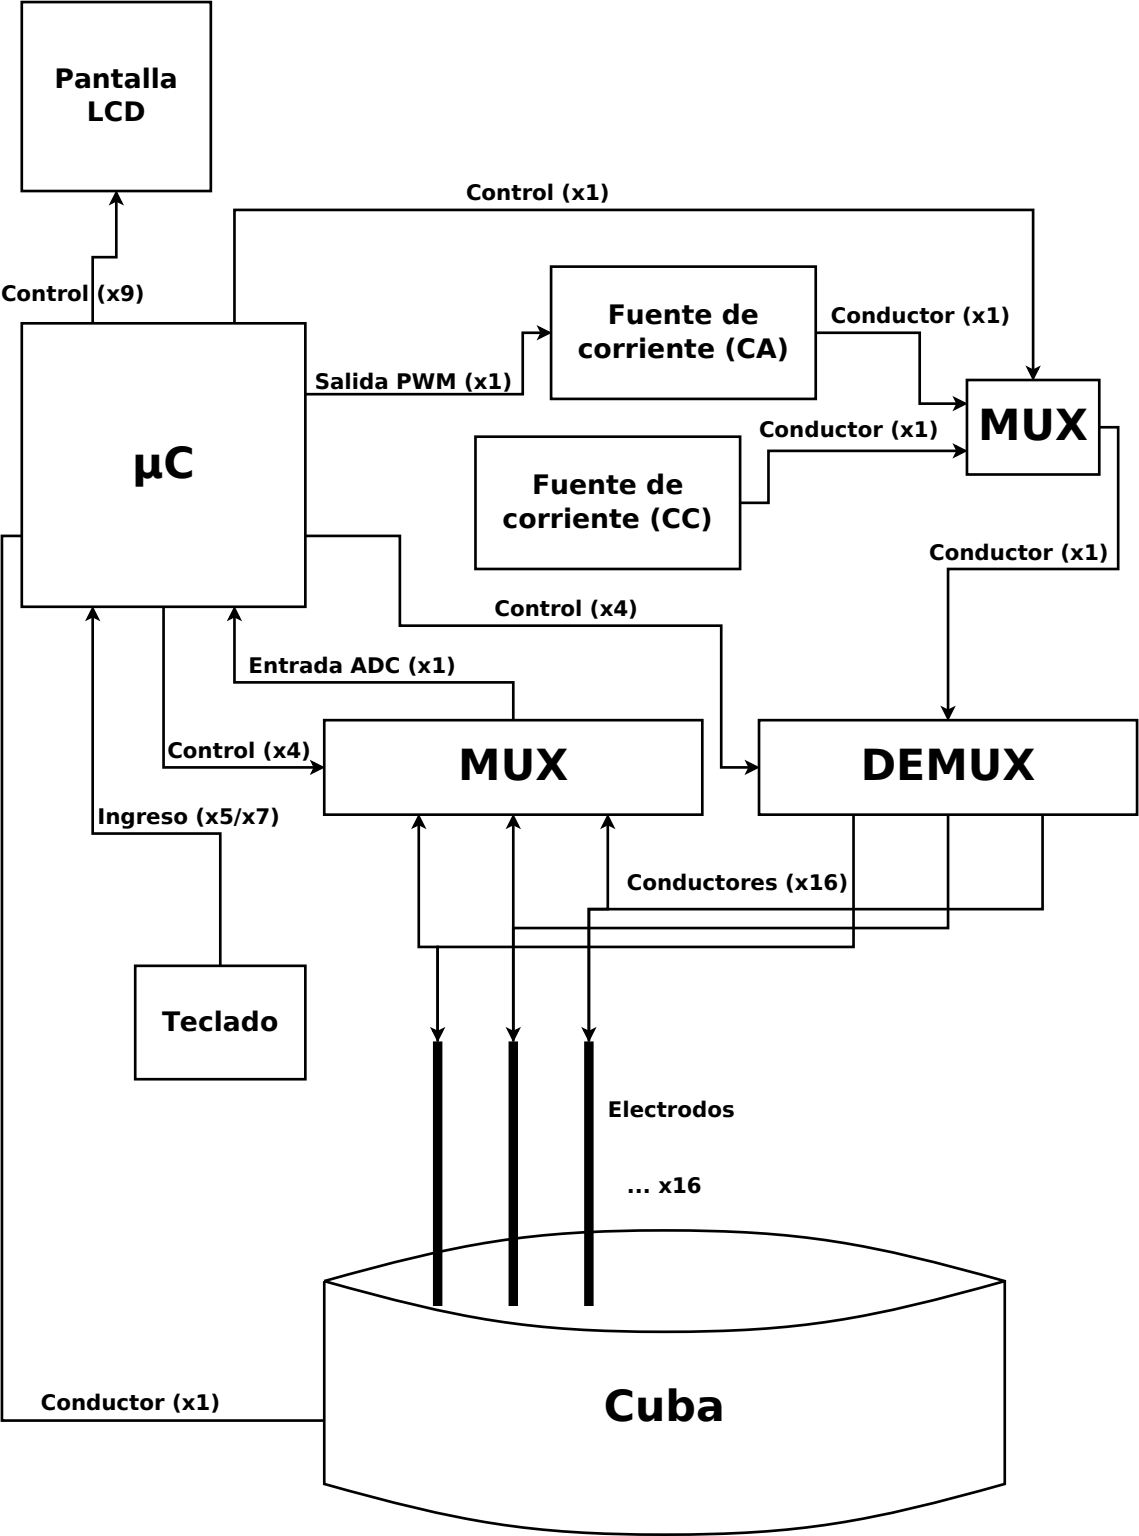 Pantalla
LCD
Control (x1)
Control (x9)
Fuente de
corriente (CA)
Conductor (x1)
Salida PWM (x1)
MUX
Conductor (x1)
µC
Fuente de
corriente (CC)
Conductor (x1)
Control (x4)
Entrada ADC (x1)
Control (x4)
MUX
DEMUX
Ingreso (x5/x7)
Conductores (x16)
Teclado
Electrodos
... x16
Conductor (x1)
Cuba